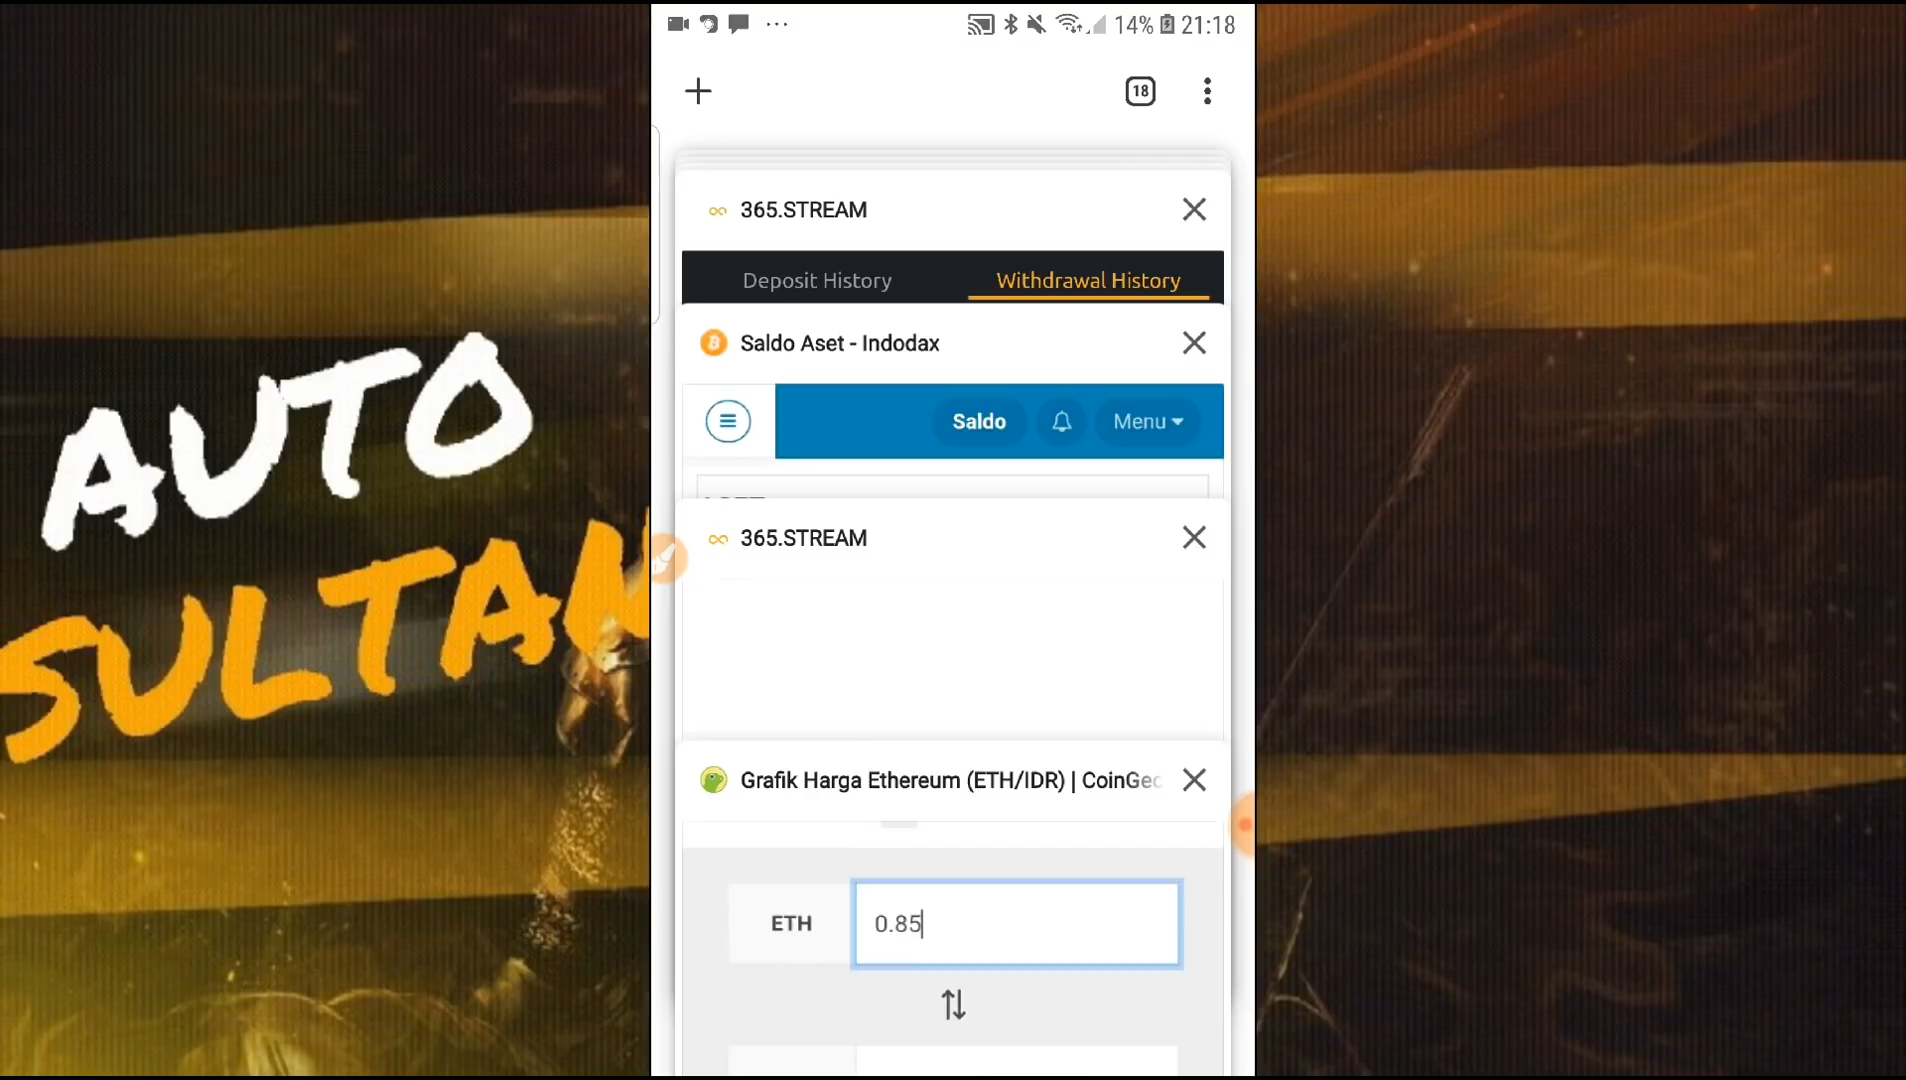 14% 21:18
18
365.STREAM
Deposit History Withdrawal History
Saldo Aset - Indodax
Saldo Menu
365.STREAM
Grafik Harga Ethereum (ETH/IDR) | CoinGec
ETH 0.85
AUTO
SULTAN